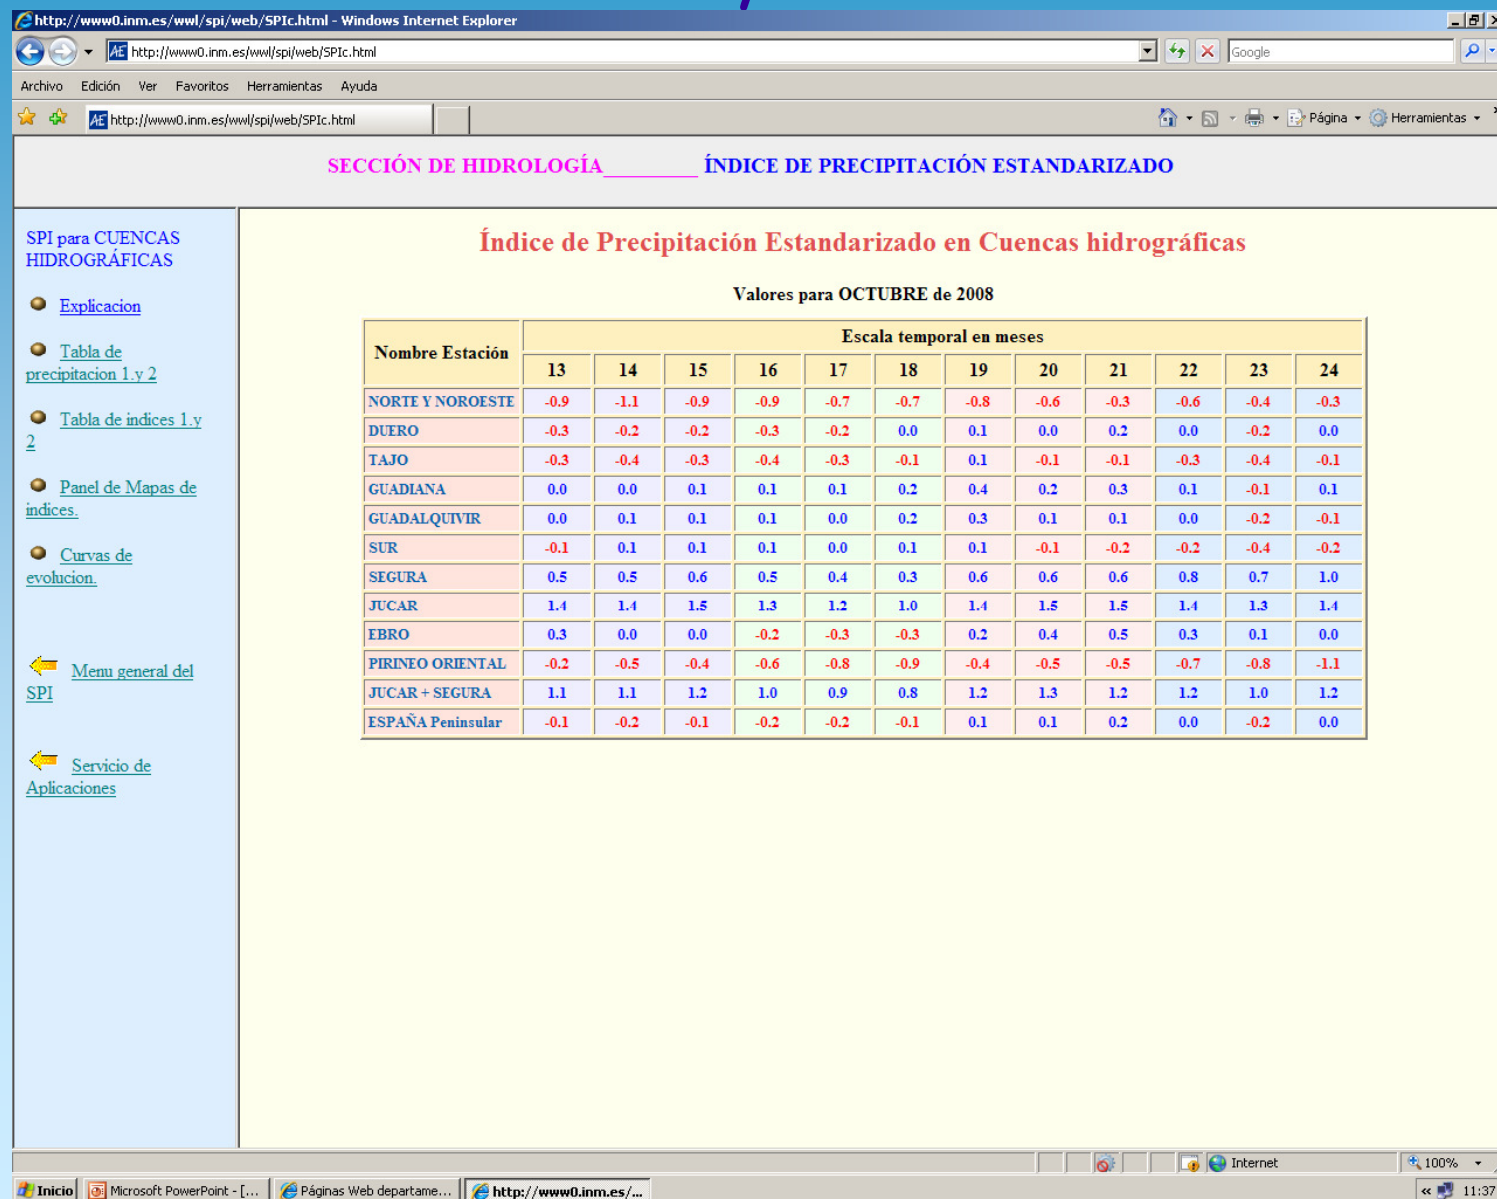 http://www0.inm.es/wwl/spi/web/SPIc.html - Windows Internet Explorer
http://www0.inm.es/wwl/spi/web/SPIc.html
Google
Archivo Edición Ver Favoritos Herramientas Ayuda
http://www0.inm.es/wwl/spi/web/SPIc.html
Página Herramientas
SECCIÓN DE HIDROLOGÍA_________ ÍNDICE DE PRECIPITACIÓN ESTANDARIZADO
SPI para CUENCAS
HIDROGRÁFICAS
Explicacion
Tabla de
precipitacion 1.y 2
Tabla de indices 1.y
2
Panel de Mapas de
indices.
Curvas de
evolucion.
Menu general del
SPI
Servicio de
Aplicaciones
Índice de Precipitación Estandarizado en Cuencas hidrográficas
Valores para OCTUBRE de 2008
Nombre Estación
Escala temporal en meses
13 14 15 16 17 18 19 20 21 22 23 24
NORTE Y NOROESTE -0.9 -1.1 -0.9 -0.9 -0.7 -0.7 -0.8 -0.6 -0.3 -0.6 -0.4 -0.3
DUERO -0.3 -0.2 -0.2 -0.3 -0.2 0.0 0.1 0.0 0.2 0.0 -0.2 0.0
TAJO -0.3 -0.4 -0.3 -0.4 -0.3 -0.1 0.1 -0.1 -0.1 -0.3 -0.4 -0.1
GUADIANA 0.0 0.0 0.1 0.1 0.1 0.2 0.4 0.2 0.3 0.1 -0.1 0.1
GUADALQUIVIR 0.0 0.1 0.1 0.1 0.0 0.2 0.3 0.1 0.1 0.0 -0.2 -0.1
SUR -0.1 0.1 0.1 0.1 0.0 0.1 0.1 -0.1 -0.2 -0.2 -0.4 -0.2
SEGURA 0.5 0.5 0.6 0.5 0.4 0.3 0.6 0.6 0.6 0.8 0.7 1.0
JUCAR 1.4 1.4 1.5 1.3 1.2 1.0 1.4 1.5 1.5 1.4 1.3 1.4
EBRO 0.3 0.0 0.0 -0.2 -0.3 -0.3 0.2 0.4 0.5 0.3 0.1 0.0
PIRINEO ORIENTAL -0.2 -0.5 -0.4 -0.6 -0.8 -0.9 -0.4 -0.5 -0.5 -0.7 -0.8 -1.1
JUCAR + SEGURA 1.1 1.1 1.2 1.0 0.9 0.8 1.2 1.3 1.2 1.2 1.0 1.2
ESPAÑA Peninsular -0.1 -0.2 -0.1 -0.2 -0.2 -0.1 0.1 0.1 0.2 0.0 -0.2 0.0
Internet
100%
Inicio Microsoft PowerPoint - [... Páginas Web departame... http://www0.inm.es/... 11:37